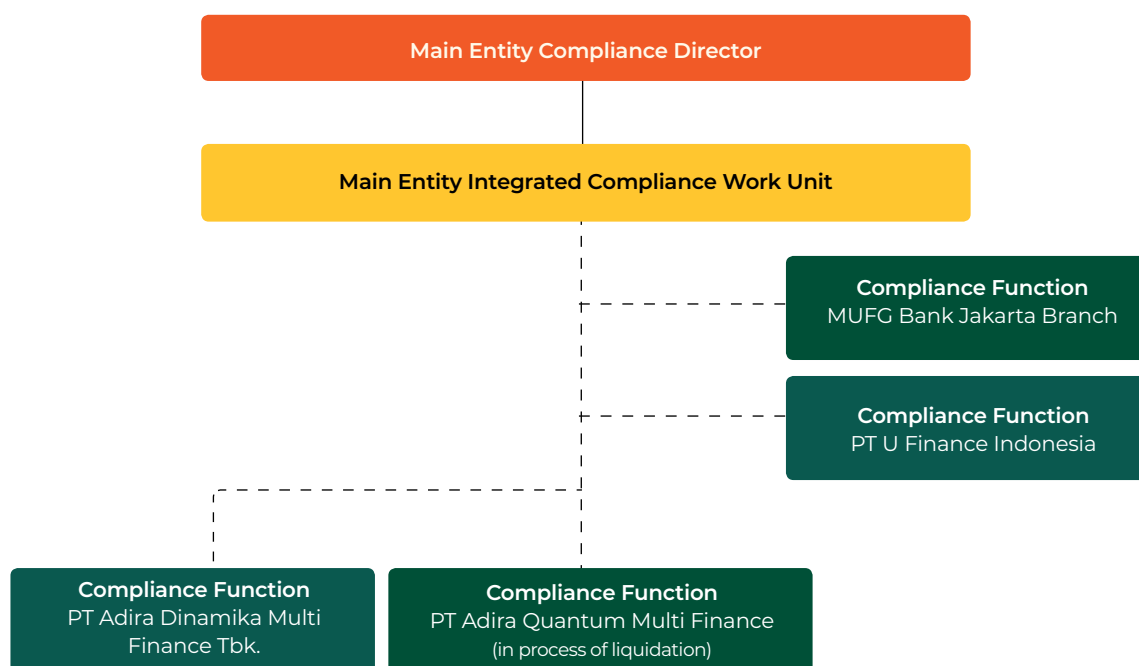 Main Entity Compliance Director
Main Entity Integrated Compliance Work Unit
Compliance Function
MUFG Bank Jakarta Branch
Compliance Function
PT U Finance Indonesia
Compliance Function
PT Adira Dinamika Multi
Finance Tbk.
Compliance Function
PT Adira Quantum Multi Finance
(in process of liquidation)